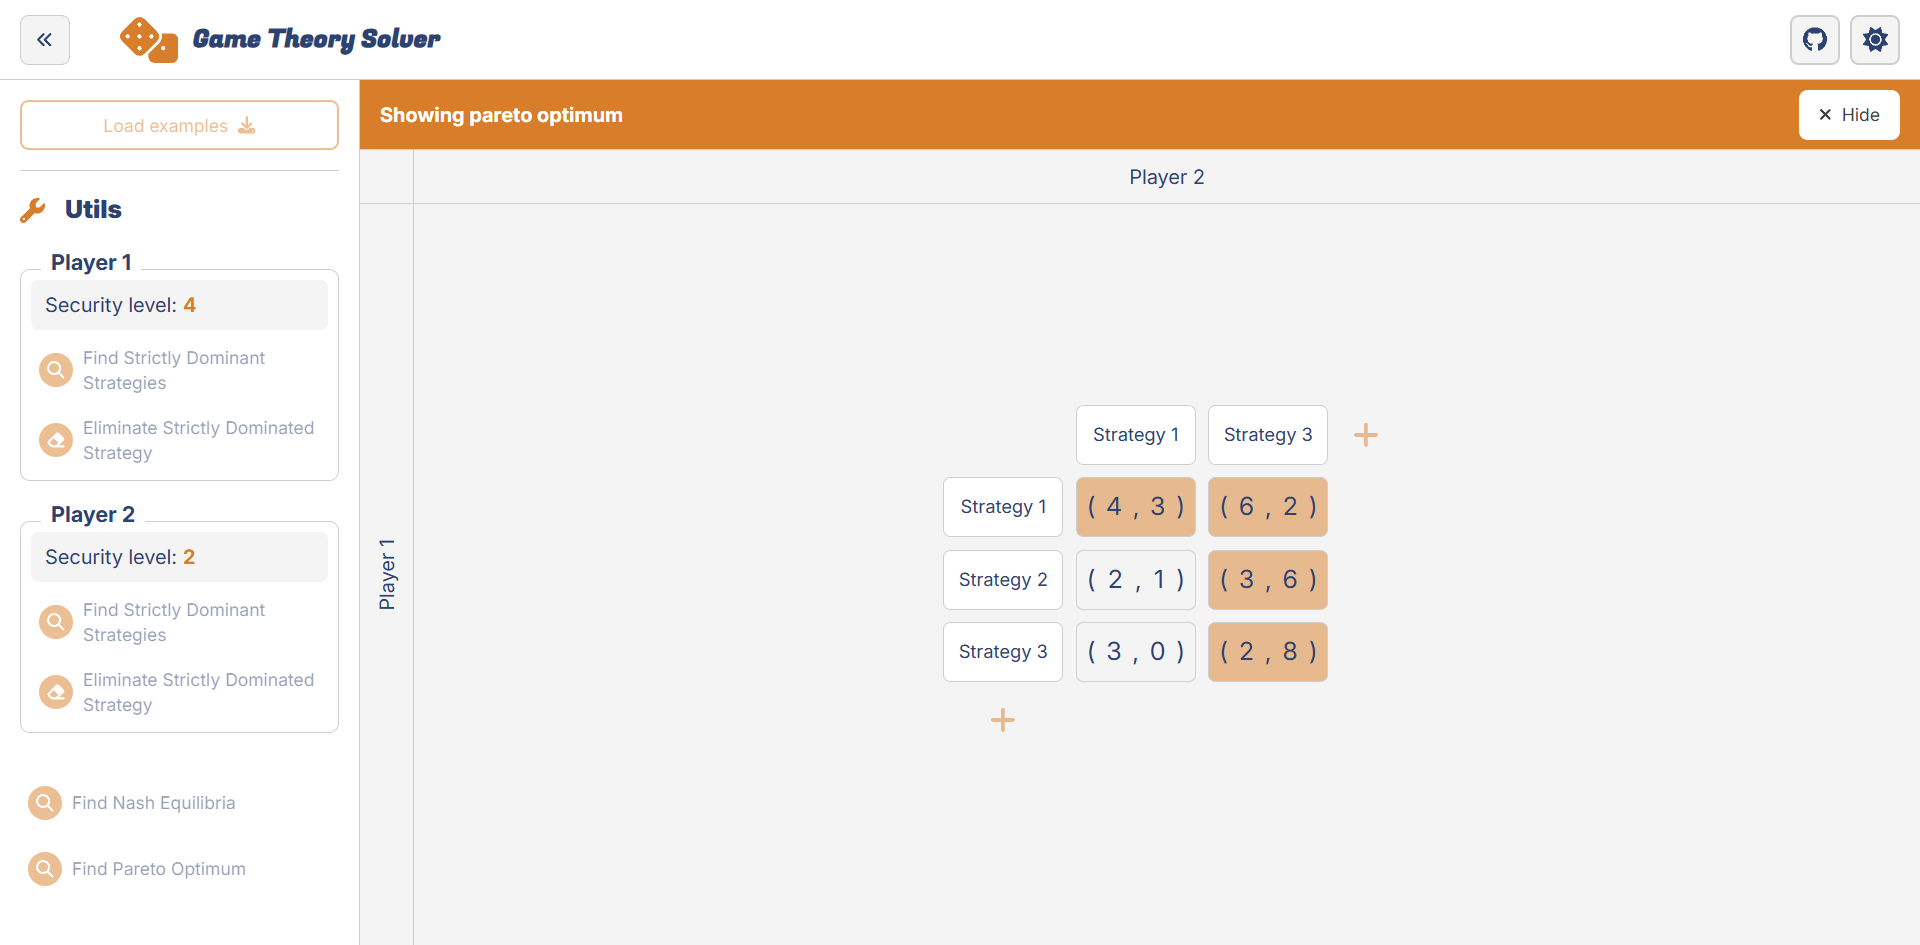 Game Theory Solver
Load examples
Showing pareto optimum
Hide
Utils
Player 1
Security level: 4
Find Strictly Dominant
Strategies
Eliminate Strictly Dominated
Strategy
Player 2
Security level: 2
Find Strictly Dominant
Strategies
Eliminate Strictly Dominated
Strategy
Find Nash Equilibria
Find Pareto Optimum
Player 2
Player 1
Strategy 1 Strategy 3
Strategy 1 ( 4 , 3 ) ( 6 , 2 )
Strategy 2 ( 2 , 1 ) ( 3 , 6 )
Strategy 3 ( 3 , 0 ) ( 2 , 8 )